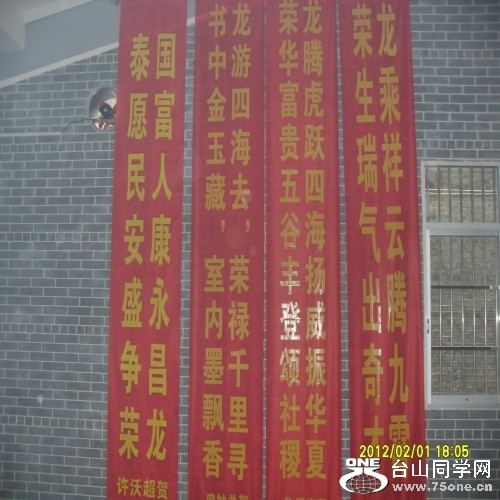 龙乘祥云腾九霄
荣生瑞气出奇才
龙腾虎跃四海扬威振华夏
荣华富贵五谷丰登颂社稷
龙游四海去，荣禄千里寻
书中金玉藏，室内墨飘香
国富人康永昌龙
泰愿民安盛争荣
许沃超贺
2012/02/01 18:05
ONE
台山同学网
www.75one.cn